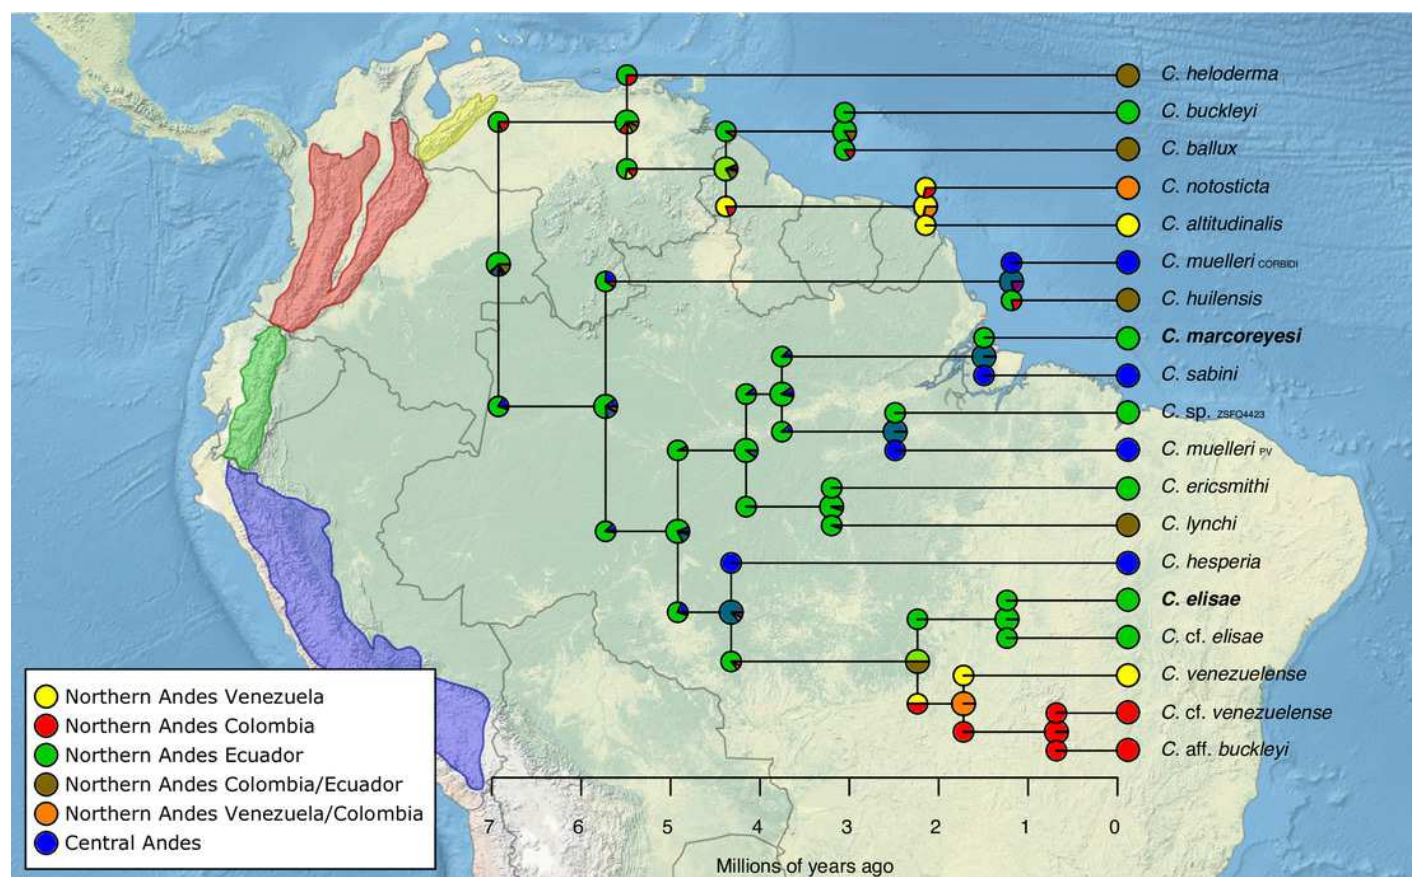 C. heloderma
C. buckleyi
C. ballux
C. notosticta
C. altitudinalis
C. muelleri CORBIDI
C. huilensis
C. marcoreyesi
C. sabini
C. sp. ZSFQ4423
C. muelleri PV
C. ericsmithi
C. lynchi
C. hesperia
C. elisae
C. cf. elisae
C. venezuelense
C. cf. venezuelense
C. aff. buckleyi
Northern Andes Venezuela
Northern Andes Colombia
Northern Andes Ecuador
Northern Andes Colombia/Ecuador
Northern Andes Venezuela/Colombia
Central Andes
7 6 5 4 3 2 1 0
Millions of years ago